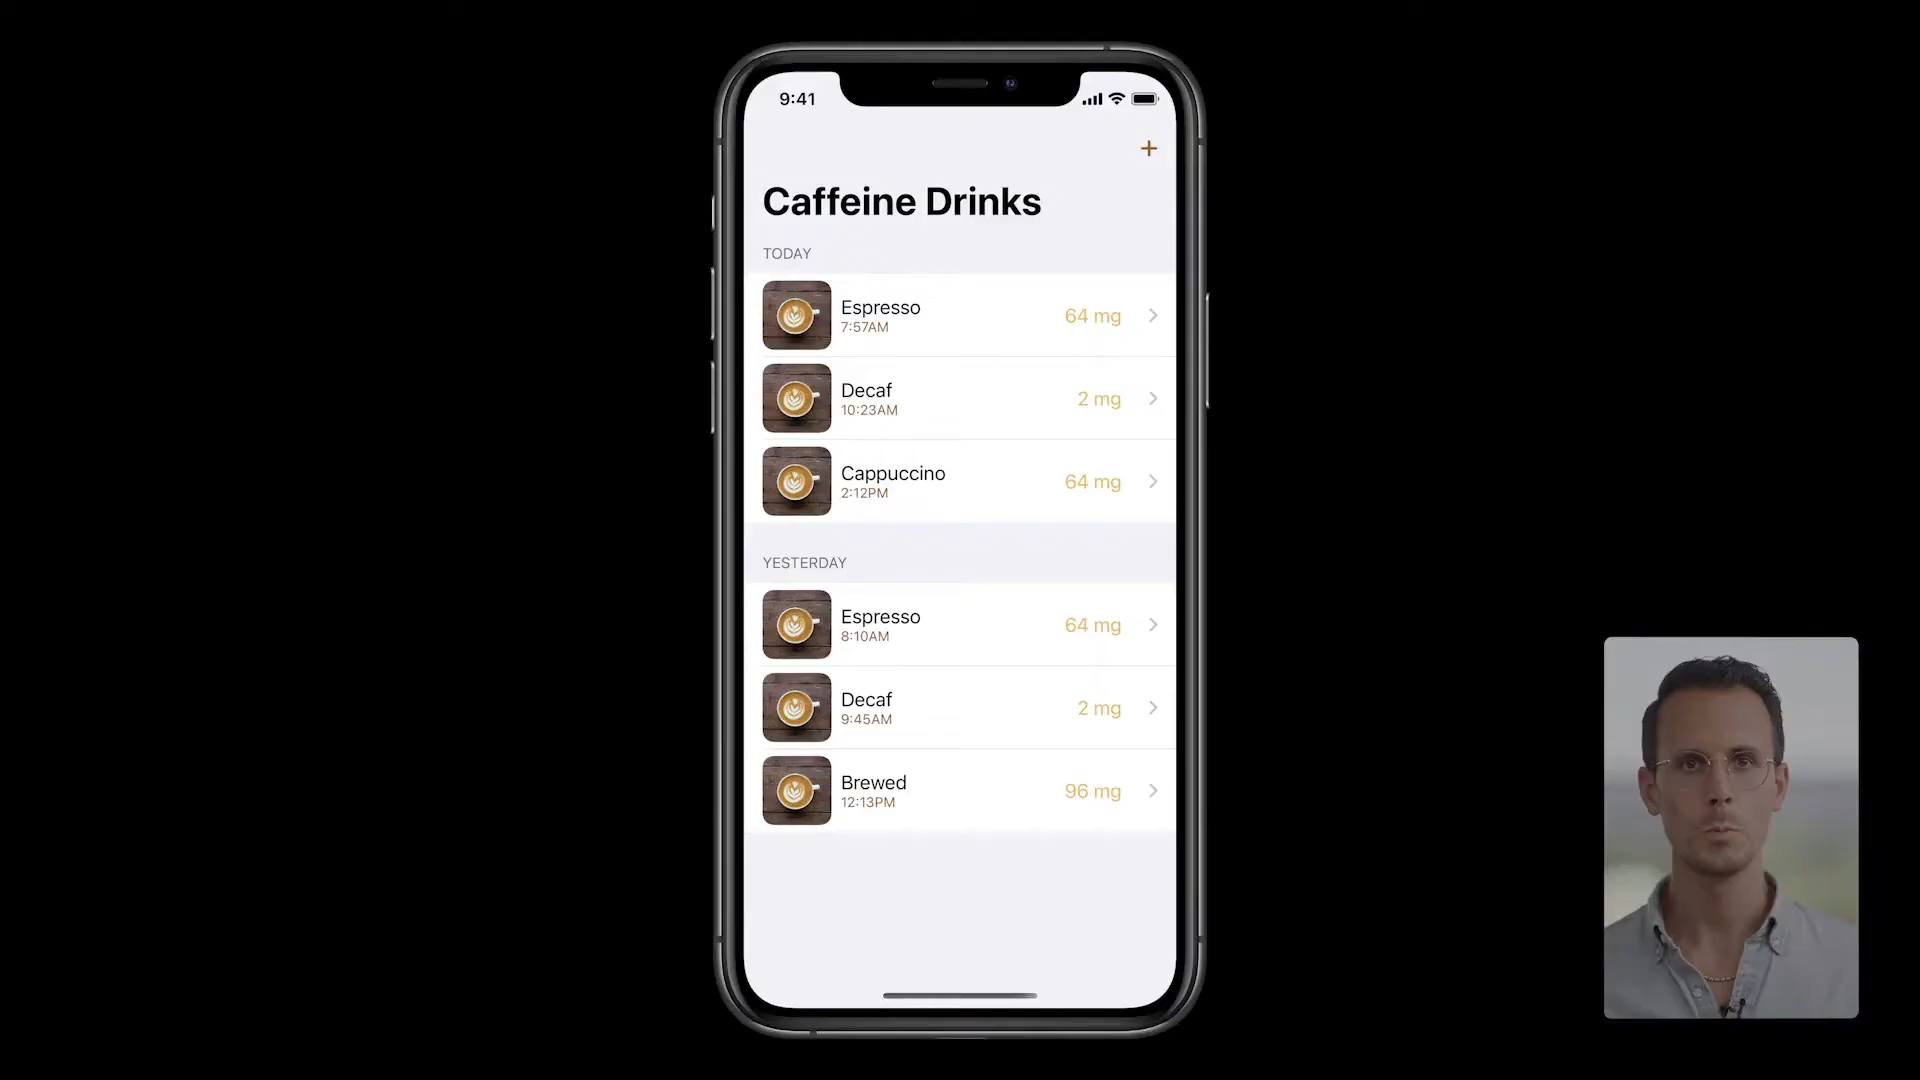 9:41
+
Caffeine Drinks
TODAY
Espresso
7:57AM
64 mg
Decaf
10:23AM
2 mg
Cappuccino
2:12PM
64 mg
YESTERDAY
Espresso
8:10AM
64 mg
Decaf
9:45AM
2 mg
Brewed
12:13PM
96 mg